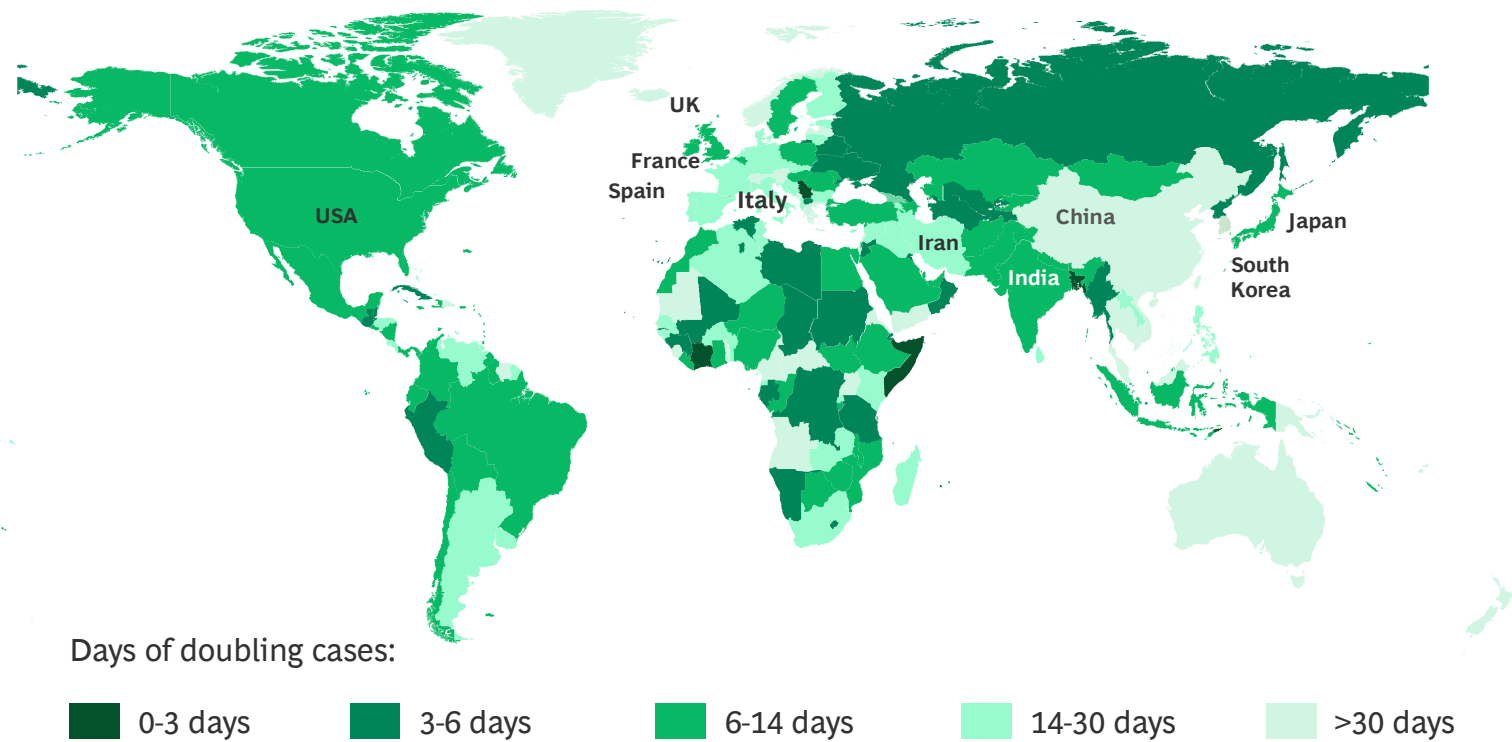 UK
France
Spain
Italy
USA
Iran
China
Japan
India
South
Korea
Days of doubling cases:
0-3 days
3-6 days
6-14 days
14-30 days
>30 days